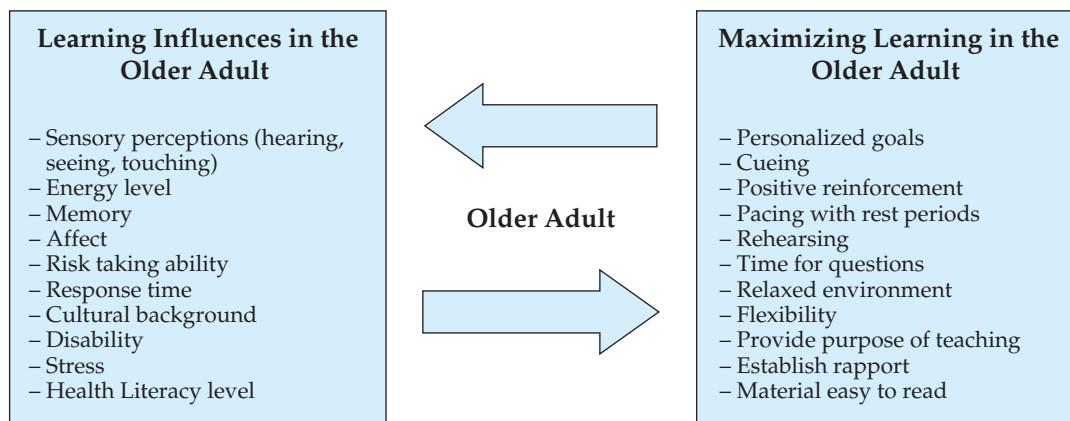 Learning Influences in the
Older Adult
– Sensory perceptions (hearing,
seeing, touching)
– Energy level
– Memory
– Affect
– Risk taking ability
– Response time
– Cultural background
– Disability
– Stress
– Health Literacy level
Older Adult
Maximizing Learning in the
Older Adult
– Personalized goals
– Cueing
– Positive reinforcement
– Pacing with rest periods
– Rehearsing
– Time for questions
– Relaxed environment
– Flexibility
– Provide purpose of teaching
– Establish rapport
– Material easy to read